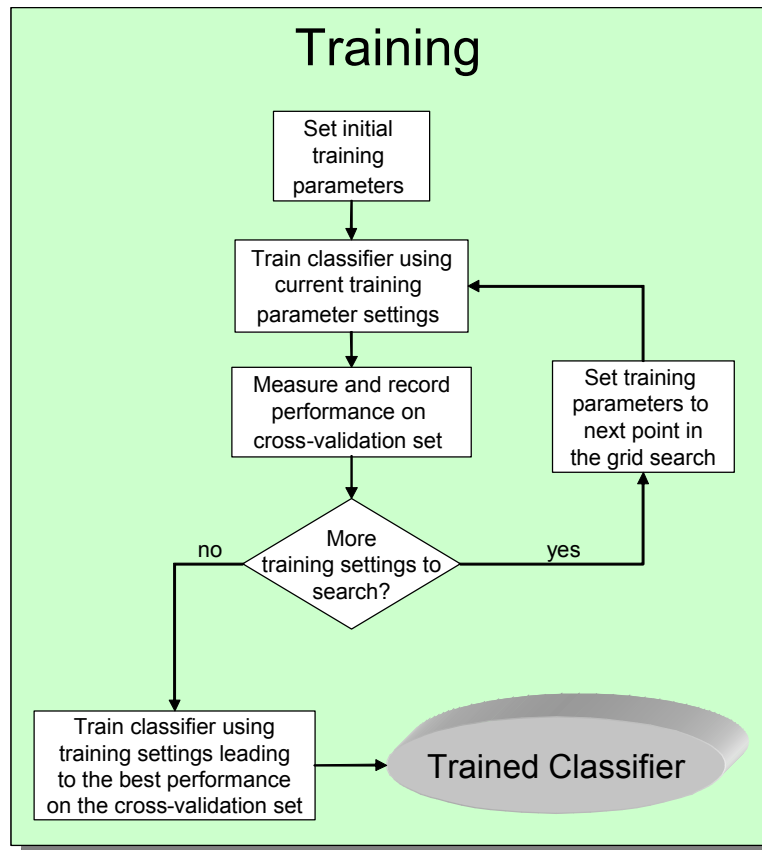 Training
Set initial
training
parameters
Train classifier using
current training
parameter settings
Measure and record
performance on
cross-validation set
Set training
parameters to
next point in
the grid search
More
training settings to
search?
no
yes
Train classifier using
training settings leading
to the best performance
on the cross-validation set
Trained Classifier